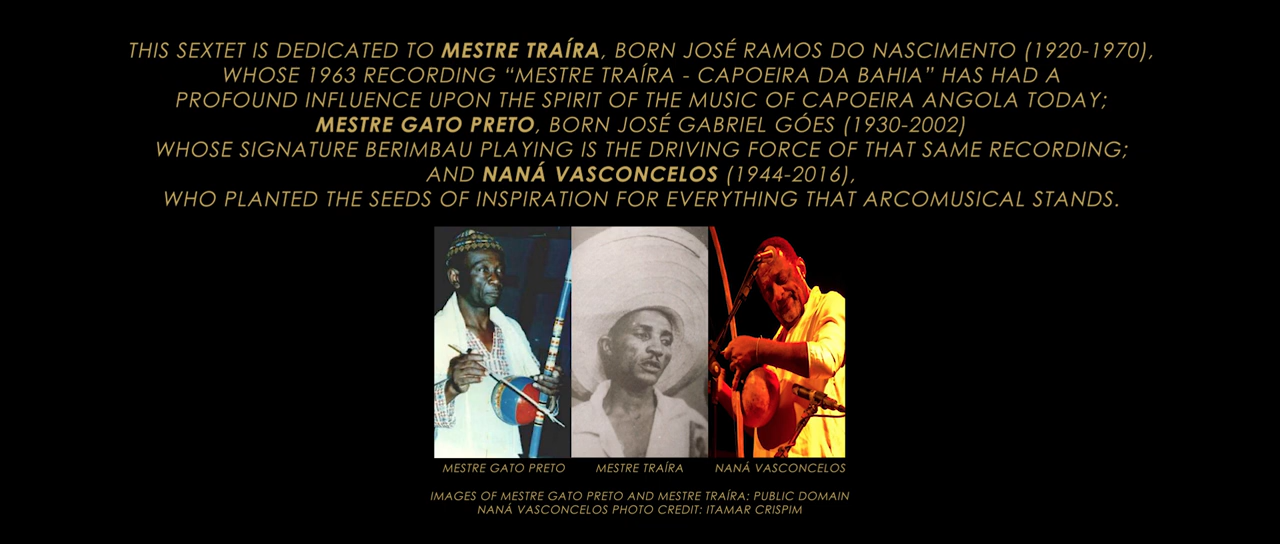 THIS SEXTET IS DEDICATED TO MESTRE TRAÍRA, BORN JOSÉ RAMOS DO NASCIMENTO (1920-1970),
WHOSE 1963 RECORDING “MESTRE TRAÍRA - CAPOEIRA DA BAHIA” HAS HAD A
PROFOUND INFLUENCE UPON THE SPIRIT OF THE MUSIC OF CAPOEIRA ANGOLA TODAY;
MESTRE GATO PRETO, BORN JOSÉ GABRIEL GÓES (1930-2002)
WHOSE SIGNATURE BERIMBAU PLAYING IS THE DRIVING FORCE OF THAT SAME RECORDING;
AND NANÁ VASCONCELOS (1944-2016),
WHO PLANTED THE SEEDS OF INSPIRATION FOR EVERYTHING THAT ARCOMUSICAL STANDS.
MESTRE GATO PRETO MESTRE TRAÍRA NANÁ VASCONCELOS
IMAGES OF MESTRE GATO PRETO AND MESTRE TRAÍRA: PUBLIC DOMAIN
NANÁ VASCONCELOS PHOTO CREDIT: ITAMAR CRISPIM